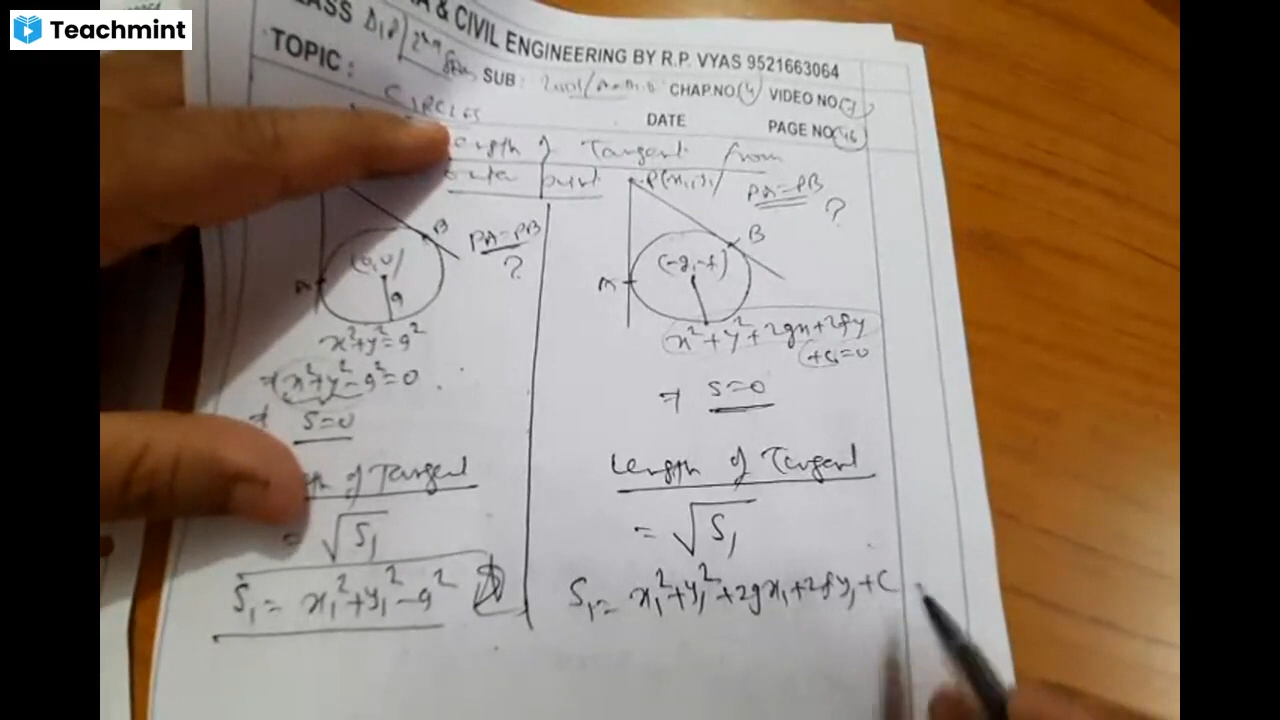 Teachmint
& CIVIL ENGINEERING BY R.P. VYAS 9521663064
TOPIC : SUB : CHAP.NO.(4) VIDEO NO.
CIRCLES
DATE PAGE NO.(46)
Length of Tangent from
outer point
PA=PB
?
B
(0,0)
A
a
x²+y²=a²
⇒ x²+y²-a²=0
⇒ S=0
of Tangent
= √S₁
S₁= x₁²+y₁²-a²
P(x₁,y₁)
PA=PB
?
B
(-g,-f)
A
x²+y²+2gx+2fy
+c=0
⇒ S=0
Length of Tangent
= √S₁
S₁= x₁²+y₁²+2gx₁+2fy₁+c